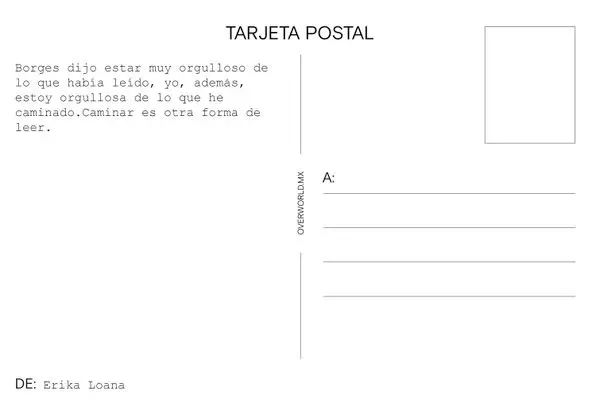 TARJETA POSTAL
Borges dijo estar muy orgulloso de
lo que había leído, yo, además,
estoy orgullosa de lo que he
caminado.Caminar es otra forma de
leer.
OVERWORLD.MX
A:
DE: Erika Loana